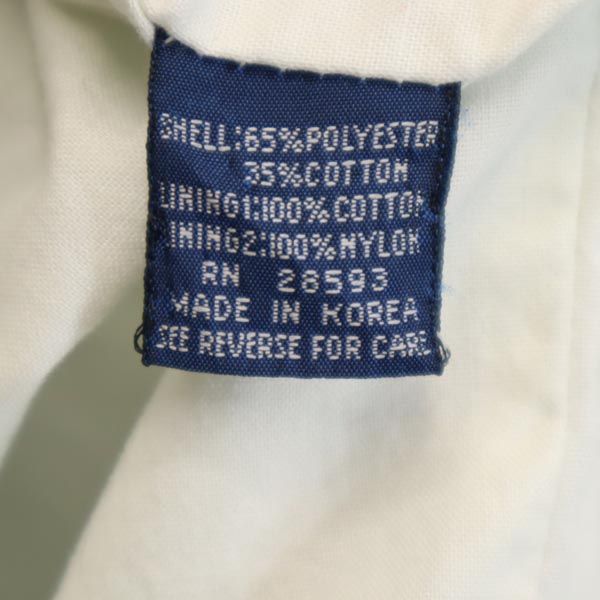 SHELL:65%POLYESTER
35%COTTON
LINING1:100%COTTON
LINING2:100%NYLON
RN 28593
MADE IN KOREA
SEE REVERSE FOR CARE